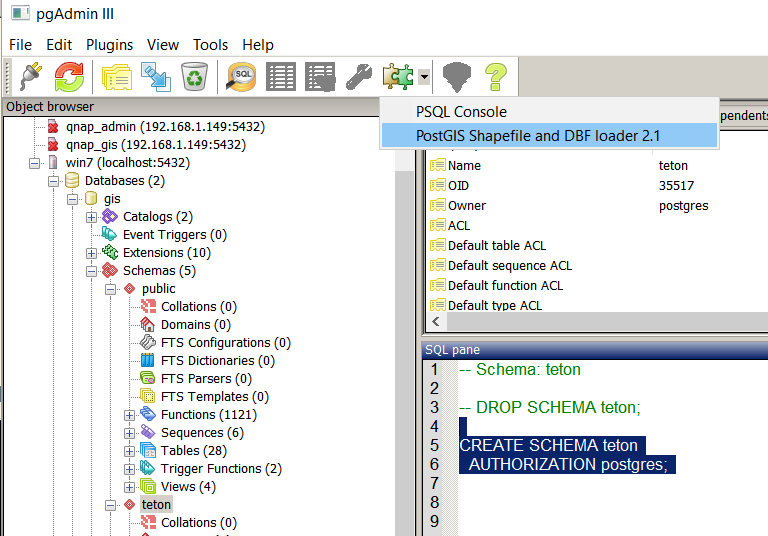 pgAdmin III
File Edit Plugins View Tools Help
SQL
Object browser
PSQL Console
PostGIS Shapefile and DBF loader 2.1
pendents
qnap_admin (192.168.1.149:5432)
qnap_gis (192.168.1.149:5432)
win7 (localhost:5432)
Databases (2)
gis
Catalogs (2)
Event Triggers (0)
Extensions (10)
Schemas (5)
public
Collations (0)
Domains (0)
FTS Configurations (0)
FTS Dictionaries (0)
FTS Parsers (0)
FTS Templates (0)
Functions (1121)
Sequences (6)
Tables (28)
Trigger Functions (2)
Views (4)
teton
Collations (0)
Name teton
OID 35517
Owner postgres
ACL
Default table ACL
Default sequence ACL
Default function ACL
Default type ACL
SQL pane
1 -- Schema: teton
2
3 -- DROP SCHEMA teton;
4
5 CREATE SCHEMA teton
6 AUTHORIZATION postgres;
7
8
9